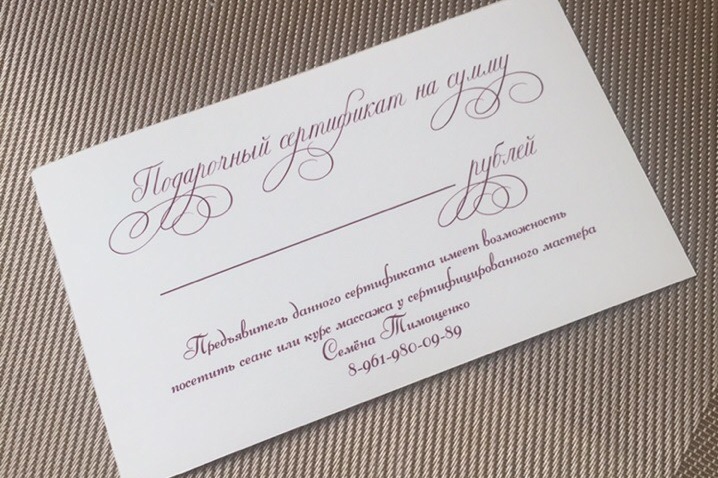 Подарочный сертификат на сумму
рублей
Предъявитель данного сертификата имеет возможность
посетить сеанс или курс массажа у сертифицированного мастера
Семёна Тимощенко
8-961-980-09-89